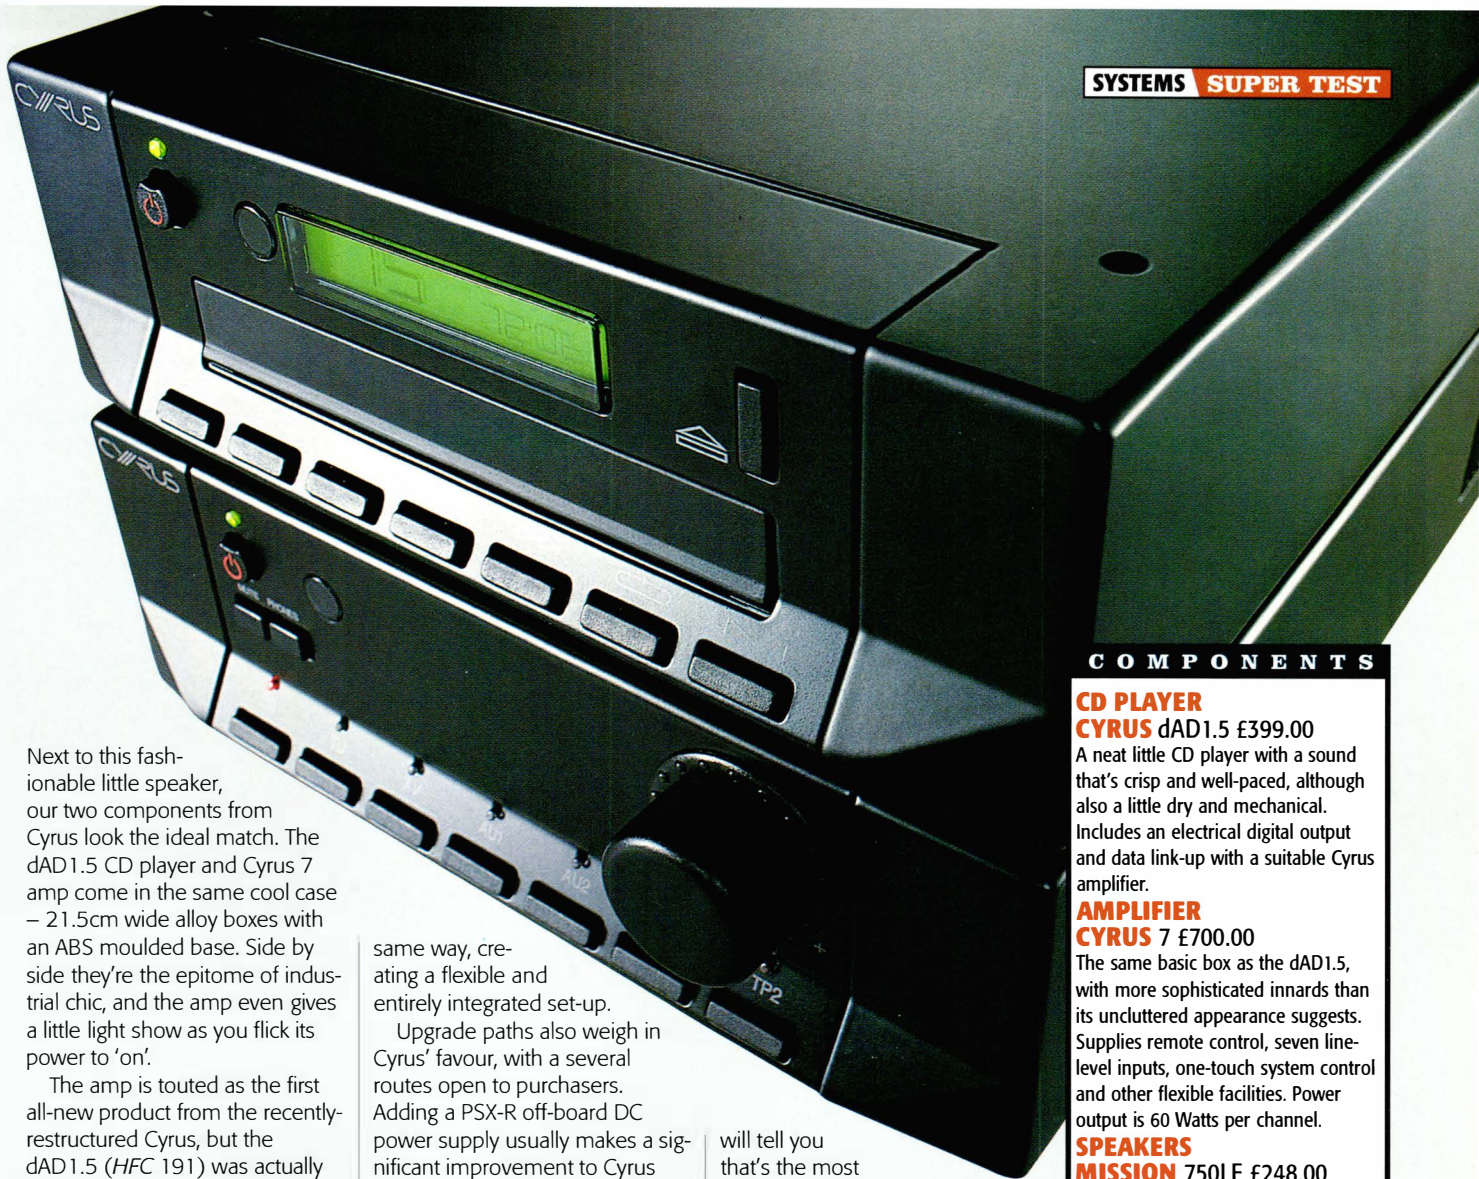 SYSTEMS SUPER TEST
CYRUS
15 72:02
CYRUS
MUTE PHONES
AV
AU1
AU2
TP2
+
Next to this fash-
ionable little speaker,
our two components from
Cyrus look the ideal match. The
dAD1.5 CD player and Cyrus 7
amp come in the same cool case
– 21.5cm wide alloy boxes with
an ABS moulded base. Side by
side they're the epitome of indus-
trial chic, and the amp even gives
a little light show as you flick its
power to 'on'.
The amp is touted as the first
all-new product from the recently-
restructured Cyrus, but the
dAD1.5 (HFC 191) was actually
same way, cre-
ating a flexible and
entirely integrated set-up.
Upgrade paths also weigh in
Cyrus' favour, with a several
routes open to purchasers.
Adding a PSX-R off-board DC
power supply usually makes a sig-
nificant improvement to Cyrus
will tell you
that's the most
COMPONENTS
CD PLAYER
CYRUS dAD1.5 £399.00
A neat little CD player with a sound
that's crisp and well-paced, although
also a little dry and mechanical.
Includes an electrical digital output
and data link-up with a suitable Cyrus
amplifier.
AMPLIFIER
CYRUS 7 £700.00
The same basic box as the dAD1.5,
with more sophisticated innards than
its uncluttered appearance suggests.
Supplies remote control, seven line-
level inputs, one-touch system control
and other flexible facilities. Power
output is 60 Watts per channel.
SPEAKERS
MISSION 750LE £248.00